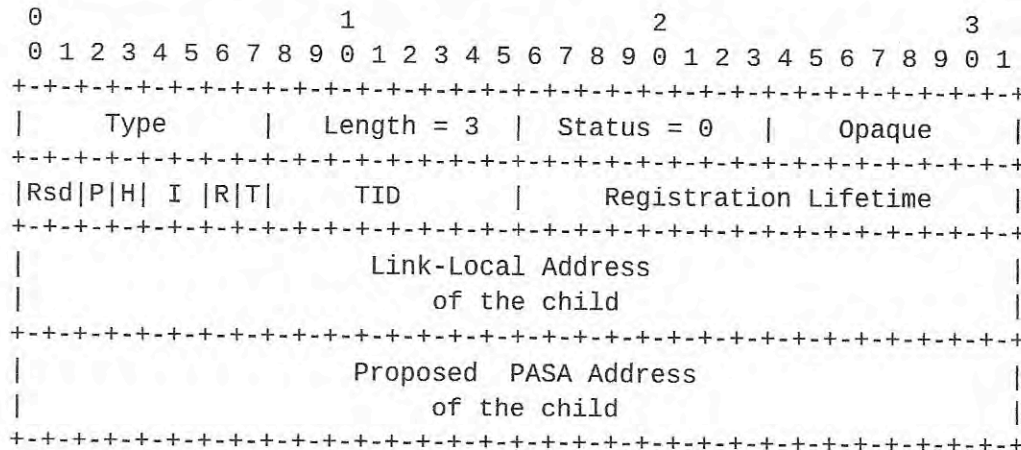 0                   1                   2                   3
 0 1 2 3 4 5 6 7 8 9 0 1 2 3 4 5 6 7 8 9 0 1 2 3 4 5 6 7 8 9 0 1
+-+-+-+-+-+-+-+-+-+-+-+-+-+-+-+-+-+-+-+-+-+-+-+-+-+-+-+-+-+-+-+-+
|     Type      |   Length = 3  |  Status = 0   |    Opaque     |
+-+-+-+-+-+-+-+-+-+-+-+-+-+-+-+-+-+-+-+-+-+-+-+-+-+-+-+-+-+-+-+-+
|Rsd|P|H| I |R|T|     TID       |     Registration Lifetime     |
+-+-+-+-+-+-+-+-+-+-+-+-+-+-+-+-+-+-+-+-+-+-+-+-+-+-+-+-+-+-+-+-+
|                      Link-Local Address                       |
|                          of the child                         |
+-+-+-+-+-+-+-+-+-+-+-+-+-+-+-+-+-+-+-+-+-+-+-+-+-+-+-+-+-+-+-+-+
|                     Proposed  PASA Address                    |
|                          of the child                         |
+-+-+-+-+-+-+-+-+-+-+-+-+-+-+-+-+-+-+-+-+-+-+-+-+-+-+-+-+-+-+-+-+